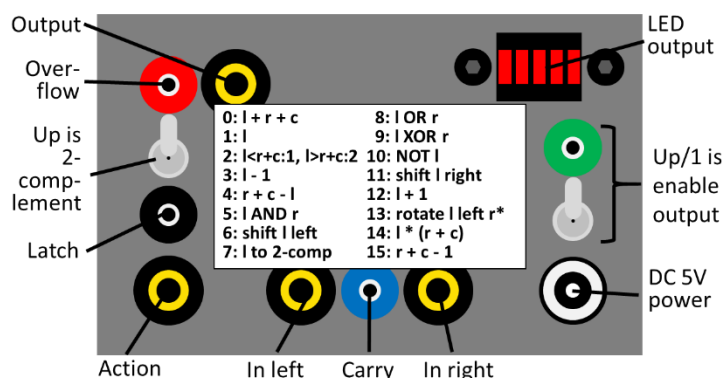 Output
Over-
flow
Up is
2-
comp-
lement
Latch
Action
In left
Carry
In right
LED
output
Up/1 is
enable
output
DC 5V
power
0: l + r + c
1: l
2: l<r+c:1, l>r+c:2
3: l - 1
4: r + c - l
5: l AND r
6: shift l left
7: l to 2-comp
8: l OR r
9: l XOR r
10: NOT l
11: shift l right
12: l + 1
13: rotate l left r*
14: l * (r + c)
15: r + c - 1